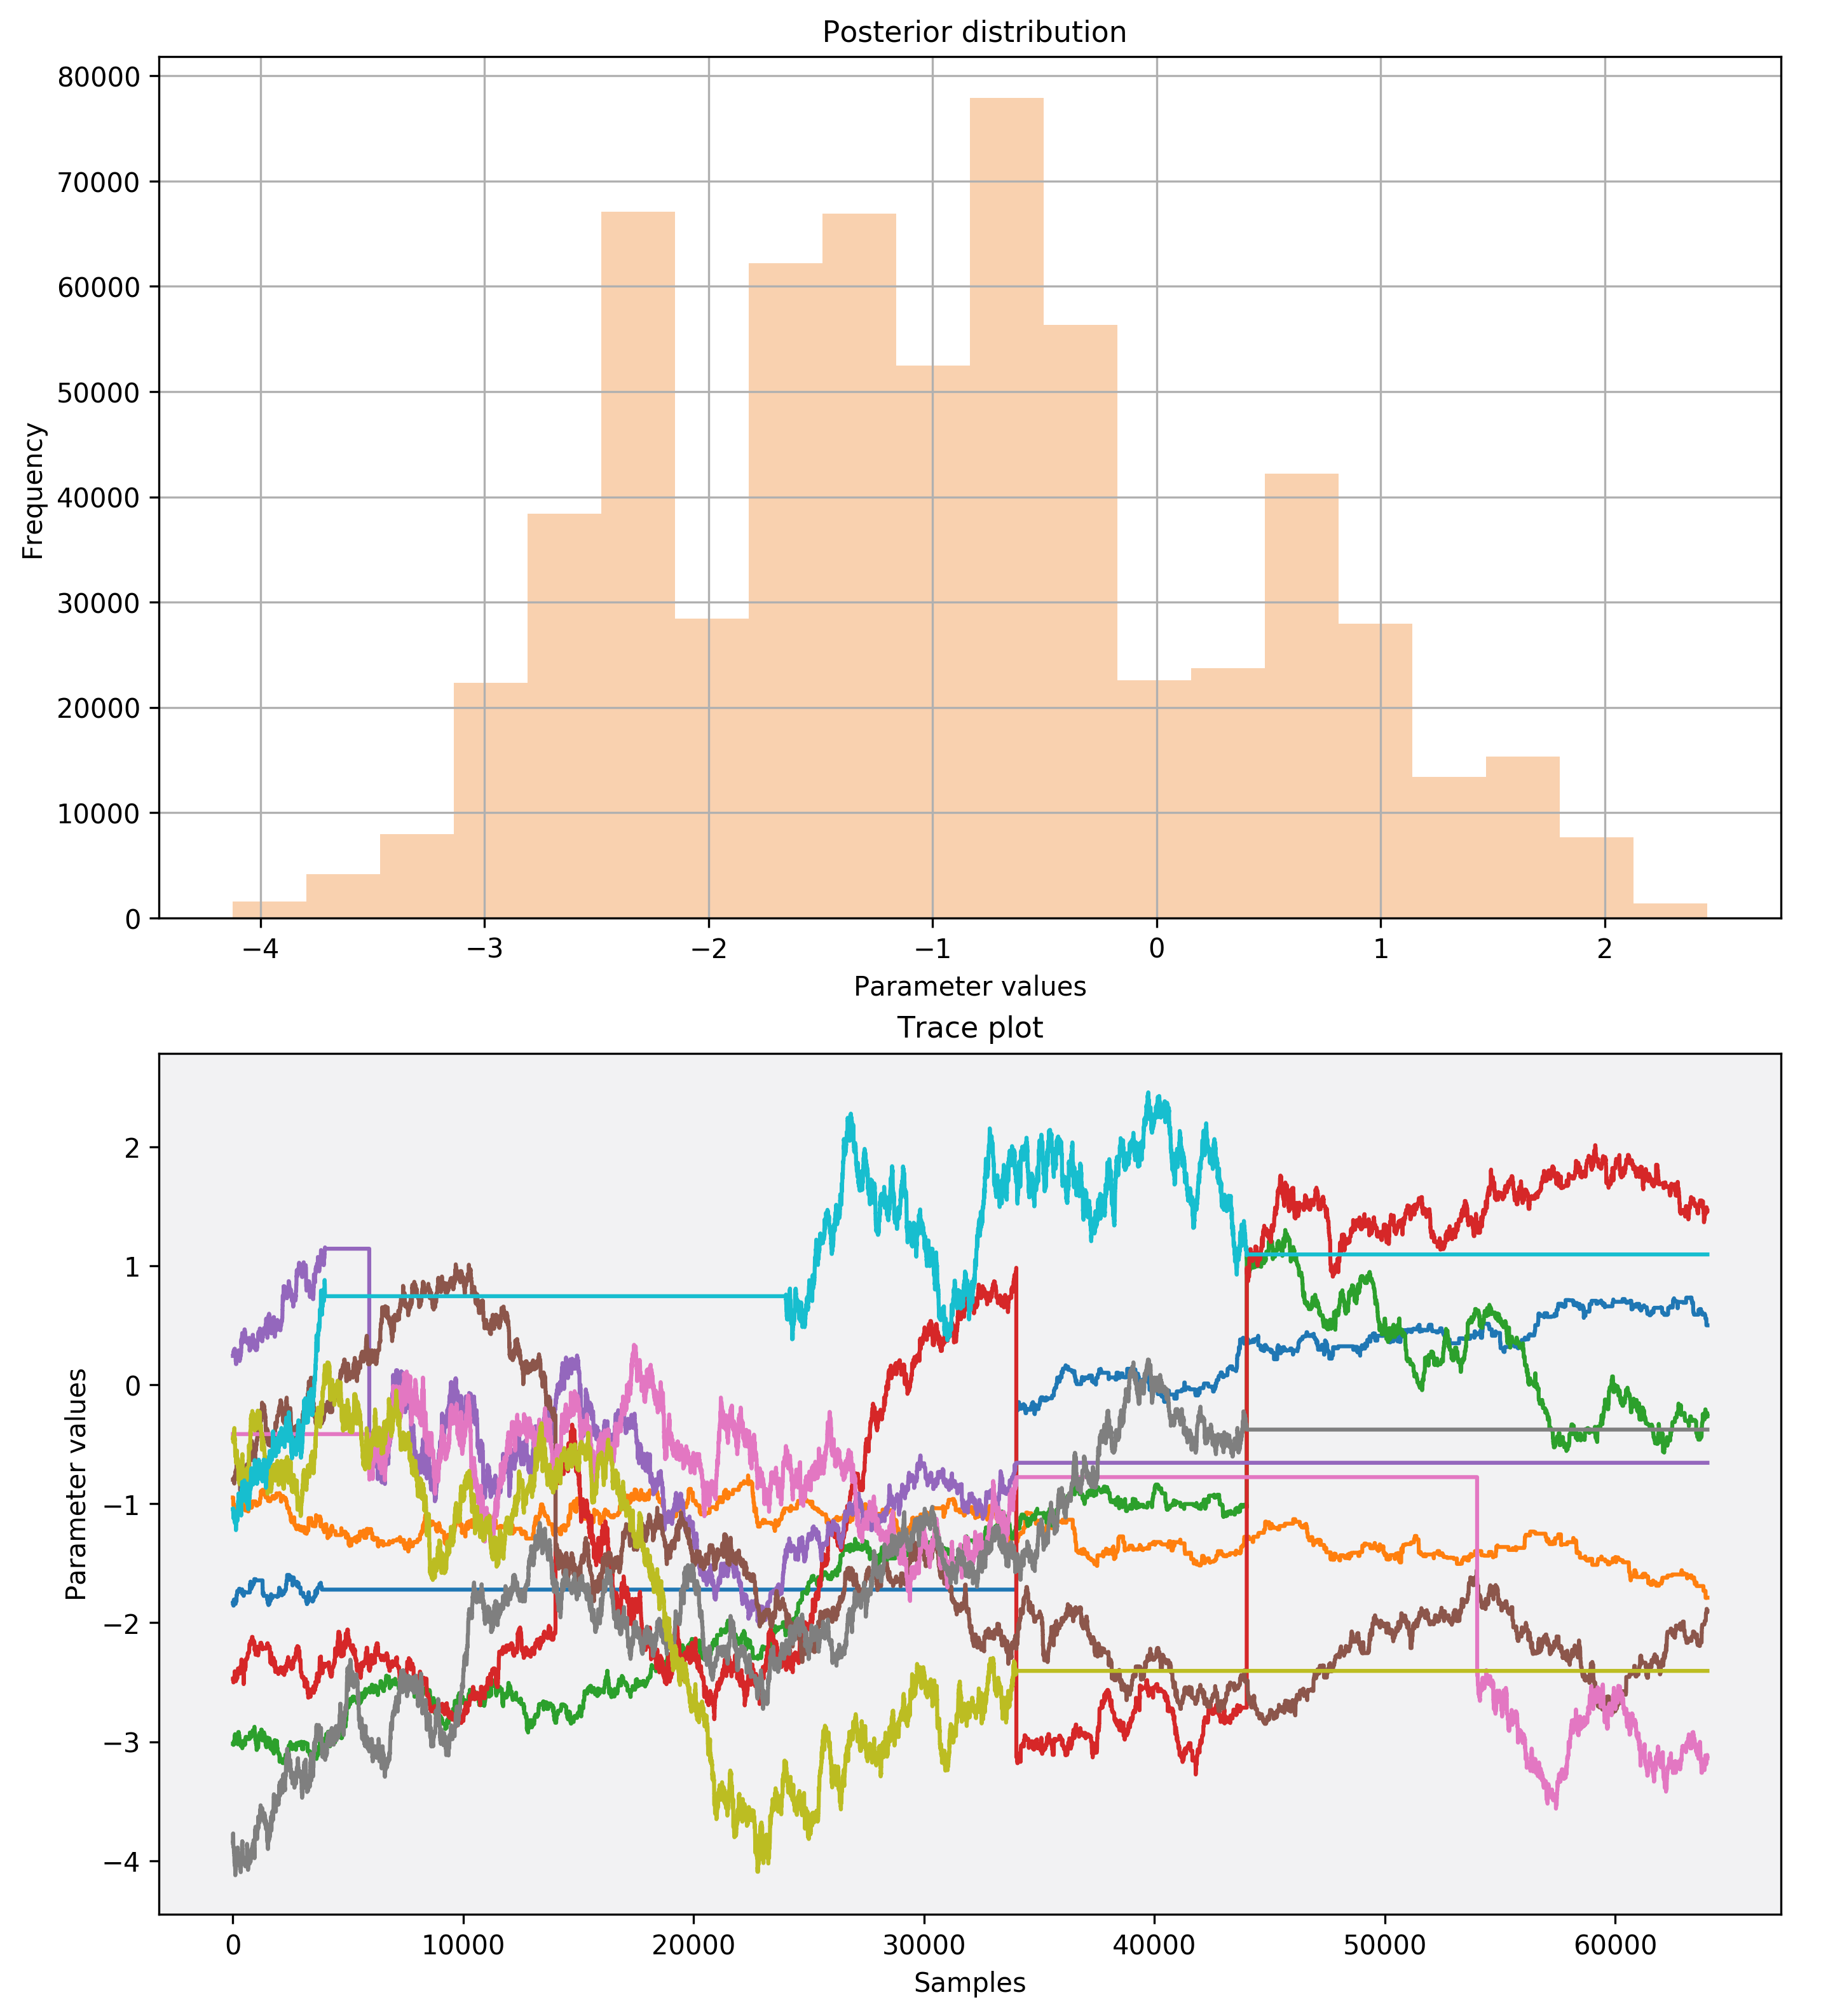 Posterior distribution
80000
70000
60000
50000
40000
30000
20000
10000
0
Frequency
−4 −3 −2 −1 0 1 2
Parameter values
Trace plot
2
1
0
−1
−2
−3
−4
Parameter values
0 10000 20000 30000 40000 50000 60000
Samples